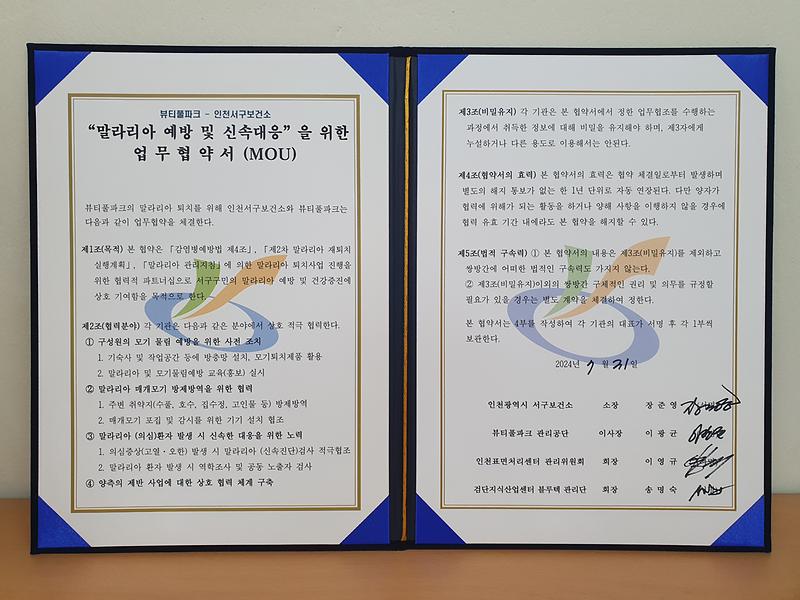 뷰티풀파크 - 인천서구보건소
“말라리아 예방 및 신속대응” 을 위한
업 무 협 약 서 (MOU)
뷰티풀파크의 말라리아 퇴치를 위해 인천서구보건소와 뷰티풀파크는
다음과 같이 업무협약을 체결한다.
제1조(목적) 본 협약은 「감염병예방법 제4조」, 「제2차 말라리아 재퇴치
실행계획」, 「말라리아 관리지침」에 의한 말라리아 퇴치사업 진행을
위한 협력적 파트너십으로 서구구민의 말라리아 예방 및 건강증진에
상호 기여함을 목적으로 한다.
제2조(협력분야) 각 기관은 다음과 같은 분야에서 상호 적극 협력한다.
① 구성원의 모기 물림 예방을 위한 사전 조치
1. 기숙사 및 작업공간 등에 방충망 설치, 모기퇴치제품 활용
2. 말라리아 및 모기물림예방 교육(홍보) 실시
② 말라리아 매개모기 방제방역을 위한 협력
1. 주변 취약지(수풀, 호수, 집수정, 고인물 등) 방제방역
2. 매개모기 포집 및 감시를 위한 기기 설치 협조
③ 말라리아 (의심)환자 발생 시 신속한 대응을 위한 노력
1. 의심증상(고열・오한) 발생 시 말라리아 (신속진단)검사 적극협조
2. 말라리아 환자 발생 시 역학조사 및 공동 노출자 검사
④ 양측의 제반 사업에 대한 상호 협력 체계 구축
제3조(비밀유지) 각 기관은 본 협약서에서 정한 업무협조를 수행하는
과정에서 취득한 정보에 대해 비밀을 유지해야 하며, 제3자에게
누설하거나 다른 용도로 이용해서는 안된다.
제4조(협약서의 효력) 본 협약서의 효력은 협약 체결일로부터 발생하며
별도의 해지 통보가 없는 한 1년 단위로 자동 연장된다. 다만 양자가
협력에 위해가 되는 활동을 하거나 양해 사항을 이행하지 않을 경우에
협력 유효 기간 내에라도 본 협약을 해지할 수 있다.
제5조(법적 구속력) ① 본 협약서의 내용은 제3조(비밀유지)를 제외하고
쌍방간에 어떠한 법적인 구속력도 가지지 않는다.
② 제3조(비밀유지)이외의 쌍방간 구체적인 권리 및 의무를 규정할
필요가 있을 경우는 별도 계약을 체결하여 정한다.
본 협약서는 4부를 작성하여 각 기관의 대표가 서명 후 각 1부씩
보관한다.
2024년 7 월 31일
인천광역시 서구보건소 소장 장 준 영
뷰티풀파크 관리공단 이사장 이 광 균
인천표면처리센터 관리위원회 회장 이 영 규
검단지식산업센터 블루텍 관리단 회장 송 명 숙